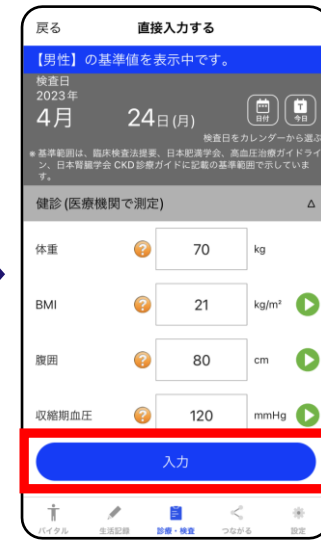 戻る 直接入力する
【男性】の基準値を表示中です。
検査日
2023年
4月 24日(月) 日付 今日
検査日をカレンダーから選ぶ
※基準範囲は、臨床検査法提要、日本肥満学会、高血圧治療ガイドライ
ン、日本腎臓学会 CKD診療ガイドに記載の基準範囲で示していま
す。
健診(医療機関で測定) △
体重 ? 70 kg
BMI ? 21 kg/m²
腹囲 ? 80 cm
収縮期血圧 ? 120 mmHg
入力
バイタル 生活記録 診療・検査 つながる 設定